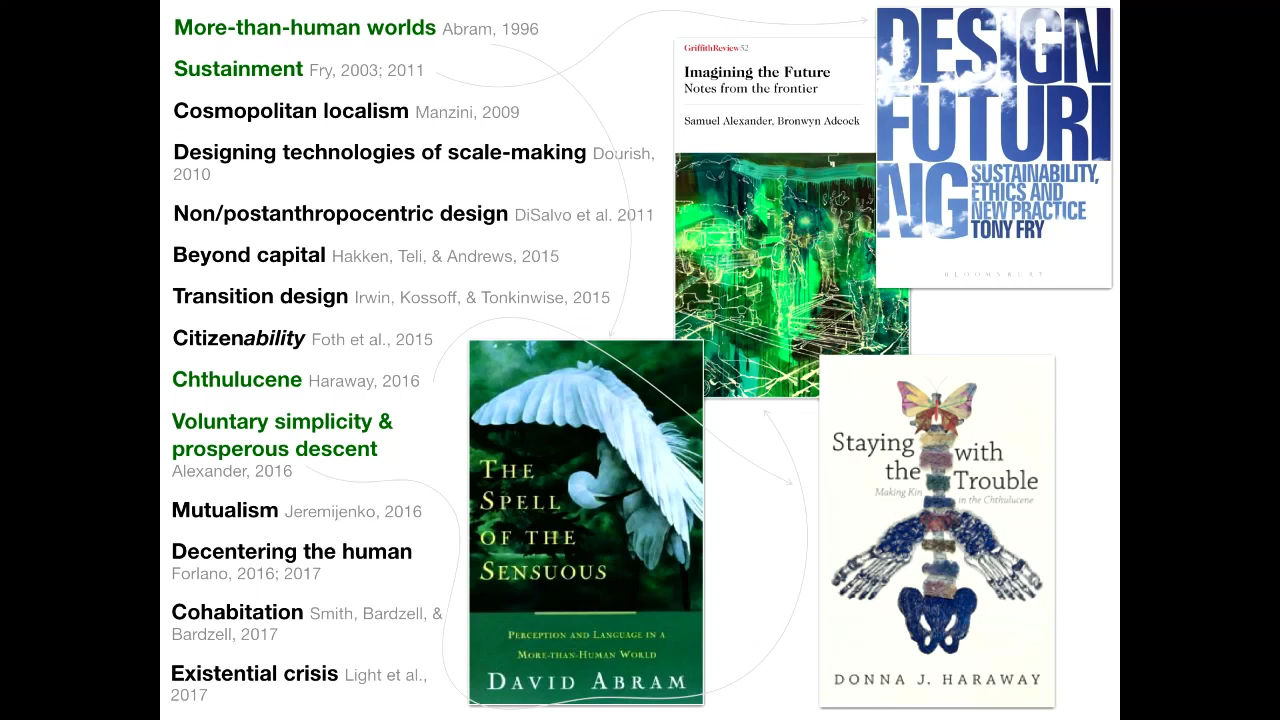 More-than-human worlds Abram, 1996
Sustainment Fry, 2003; 2011
Cosmopolitan localism Manzini, 2009
Designing technologies of scale-making Dourish,
2010
Non/postanthropocentric design DiSalvo et al. 2011
Beyond capital Hakken, Teli, & Andrews, 2015
Transition design Irwin, Kossoff, & Tonkinwise, 2015
Citizenability Foth et al., 2015
Chthulucene Haraway, 2016
Voluntary simplicity &
prosperous descent
Alexander, 2016
Mutualism Jeremijenko, 2016
Decentering the human
Forlano, 2016; 2017
Cohabitation Smith, Bardzell, &
Bardzell, 2017
Existential crisis Light et al.,
2017
GriffithReview52
Imagining the Future
Notes from the frontier
Samuel Alexander, Bronwyn Adcock
DESIGN
FUTURI
NG
SUSTAINABILITY,
ETHICS AND
NEW PRACTICE
TONY FRY
BLOOMSBURY
THE
SPELL
OF THE
SENSUOUS
PERCEPTION AND LANGUAGE IN A
MORE-THAN-HUMAN WORLD
DAVID ABRAM
Staying with
the Trouble
Making Kin in the Chthulucene
DONNA J. HARAWAY